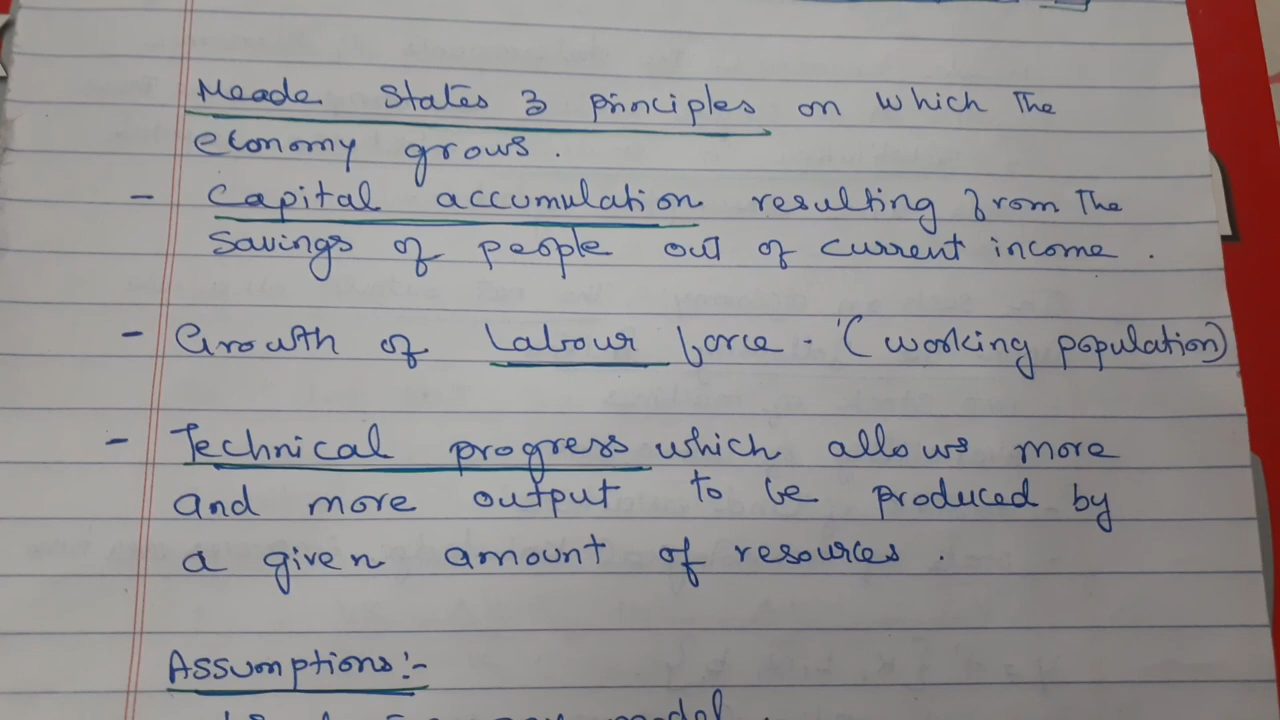 Meade states 3 principles on which The
economy grows.
- Capital accumulation resulting from The
savings of people out of current income.
- Growth of Labour force - (working population)
- Technical progress which allows more
and more output to be produced by
a given amount of resources.
Assumptions:-
model.